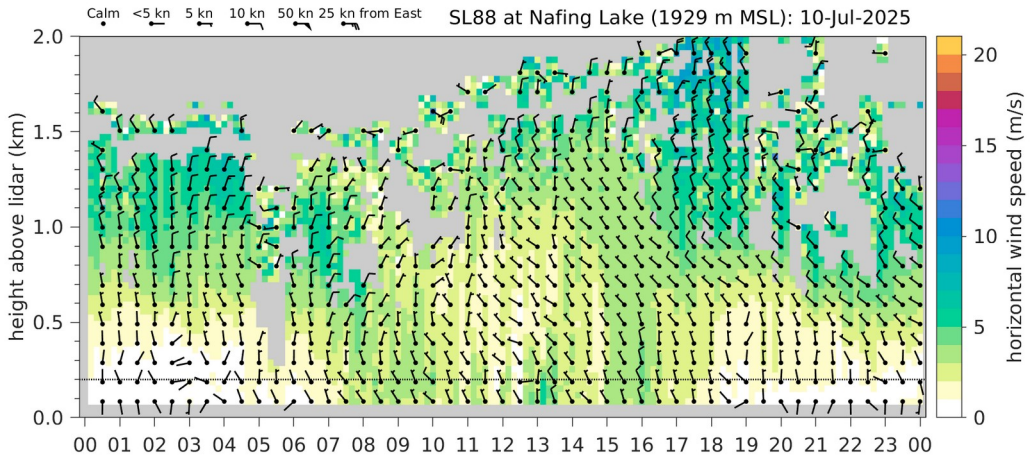 Calm <5 kn 5 kn 10 kn 50 kn 25 kn from East
SL88 at Nafing Lake (1929 m MSL): 10-Jul-2025
height above lidar (km)
2.0
1.5
1.0
0.5
0.0
00 01 02 03 04 05 06 07 08 09 10 11 12 13 14 15 16 17 18 19 20 21 22 23 00
20
15
10
5
0
horizontal wind speed (m/s)